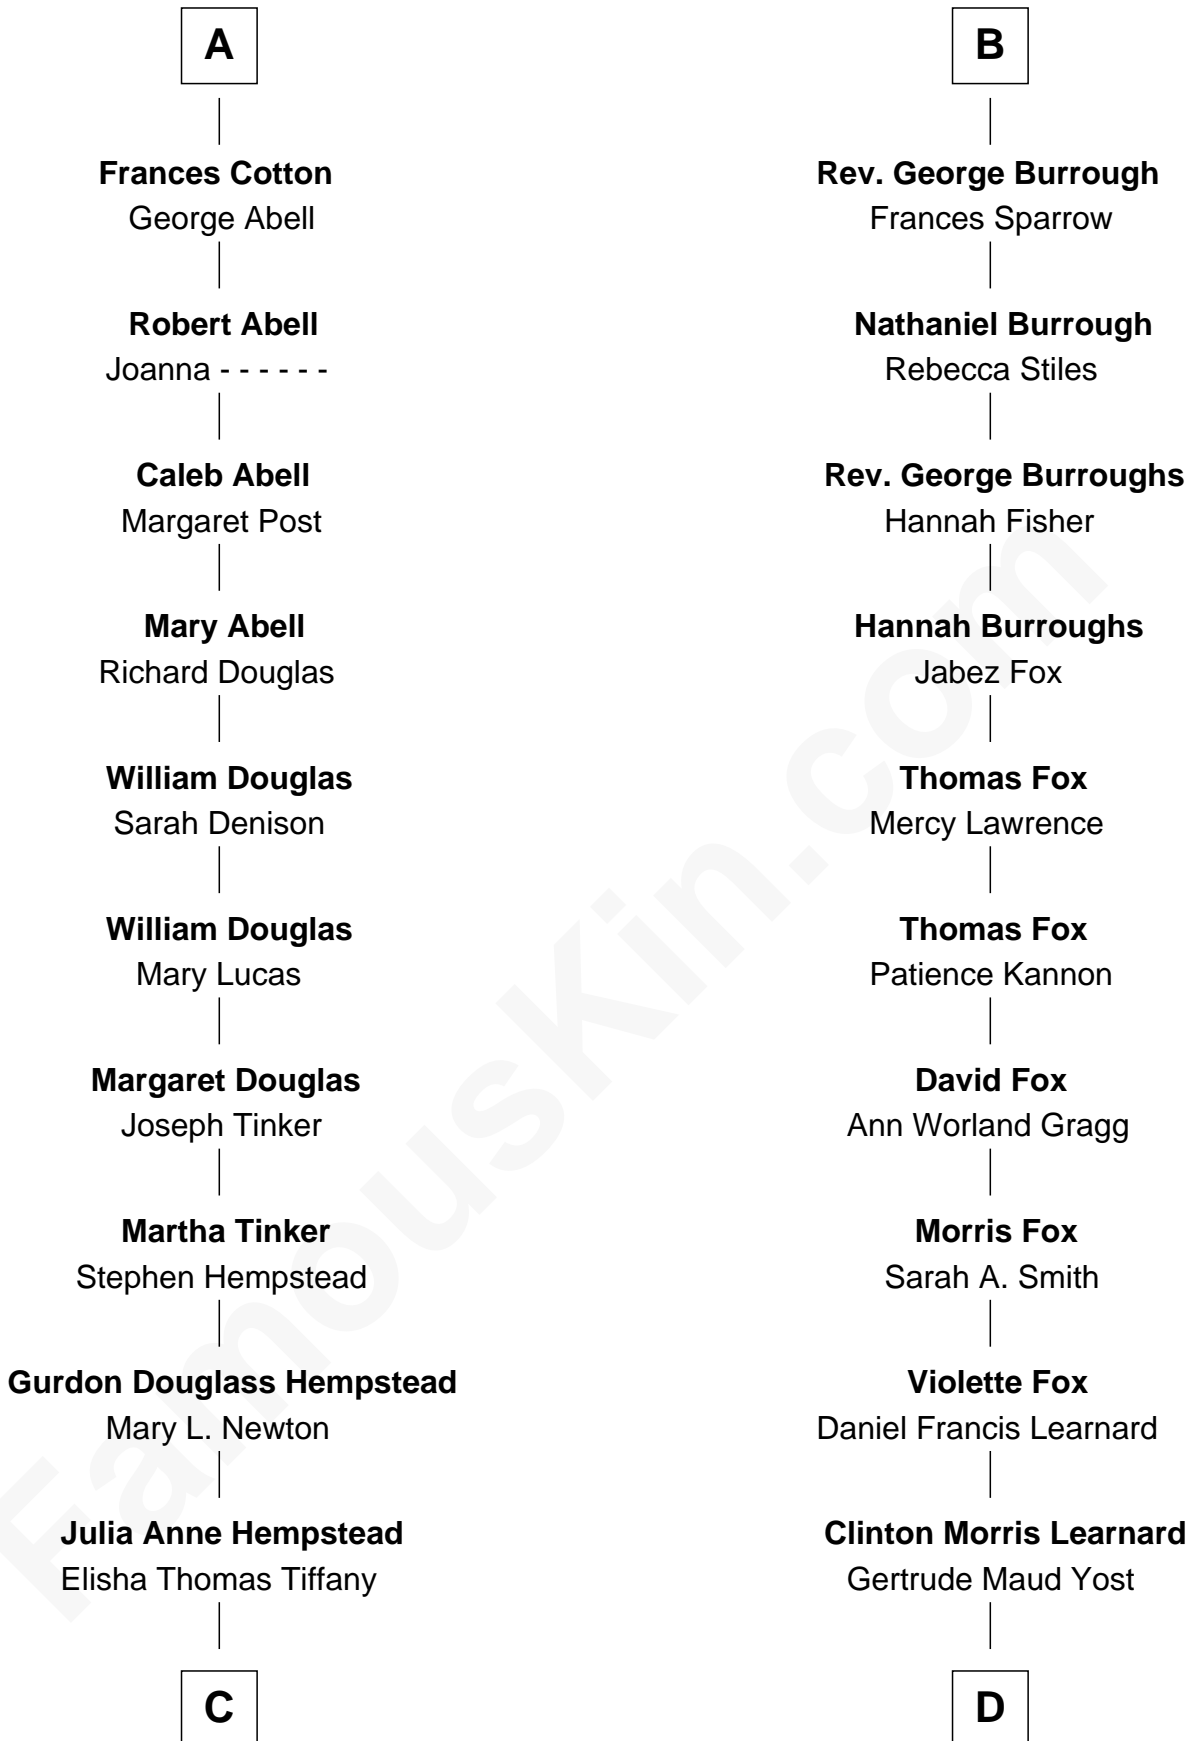 A
Frances Cotton
George Abell
Robert Abell
Joanna - - - - - -
Caleb Abell
Margaret Post
Mary Abell
Richard Douglas
William Douglas
Sarah Denison
William Douglas
Mary Lucas
Margaret Douglas
Joseph Tinker
Martha Tinker
Stephen Hempstead
Gurdon Douglass Hempstead
Mary L. Newton
Julia Anne Hempstead
Elisha Thomas Tiffany
C
B
Rev. George Burrough
Frances Sparrow
Nathaniel Burrough
Rebecca Stiles
Rev. George Burroughs
Hannah Fisher
Hannah Burroughs
Jabez Fox
Thomas Fox
Mercy Lawrence
Thomas Fox
Patience Kannon
David Fox
Ann Worland Gragg
Morris Fox
Sarah A. Smith
Violette Fox
Daniel Francis Learnard
Clinton Morris Learnard
Gertrude Maud Yost
D
FamousKin.com